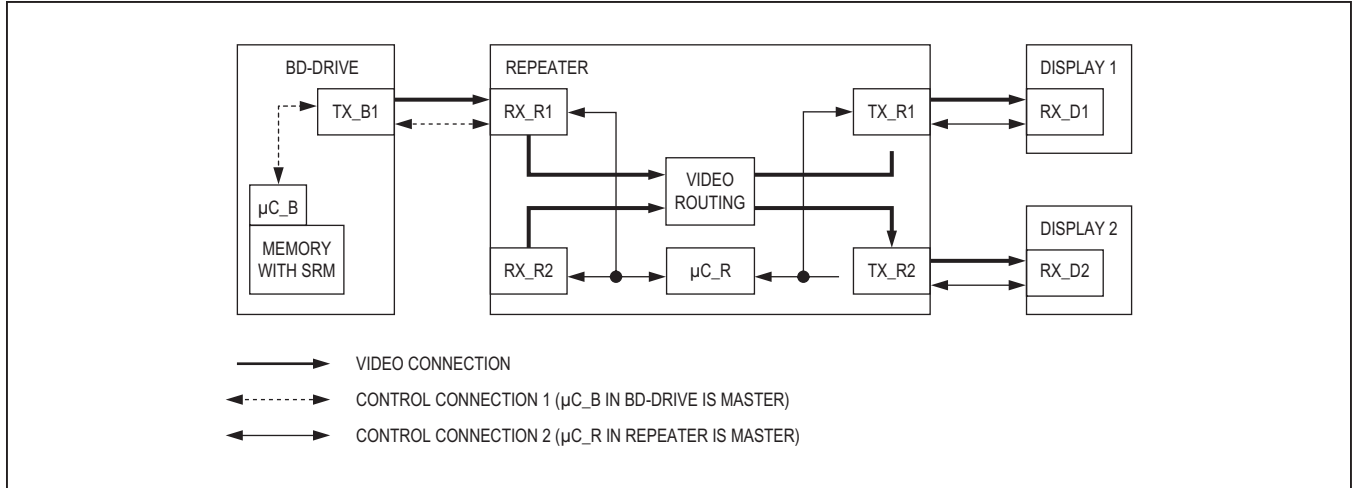 BD-DRIVE
TX_B1
µC_B
MEMORY
WITH SRM
REPEATER
RX_R1
RX_R2
VIDEO
ROUTING
µC_R
TX_R1
TX_R2
DISPLAY 1
RX_D1
DISPLAY 2
RX_D2
VIDEO CONNECTION
CONTROL CONNECTION 1 (µC_B IN BD-DRIVE IS MASTER)
CONTROL CONNECTION 2 (µC_R IN REPEATER IS MASTER)